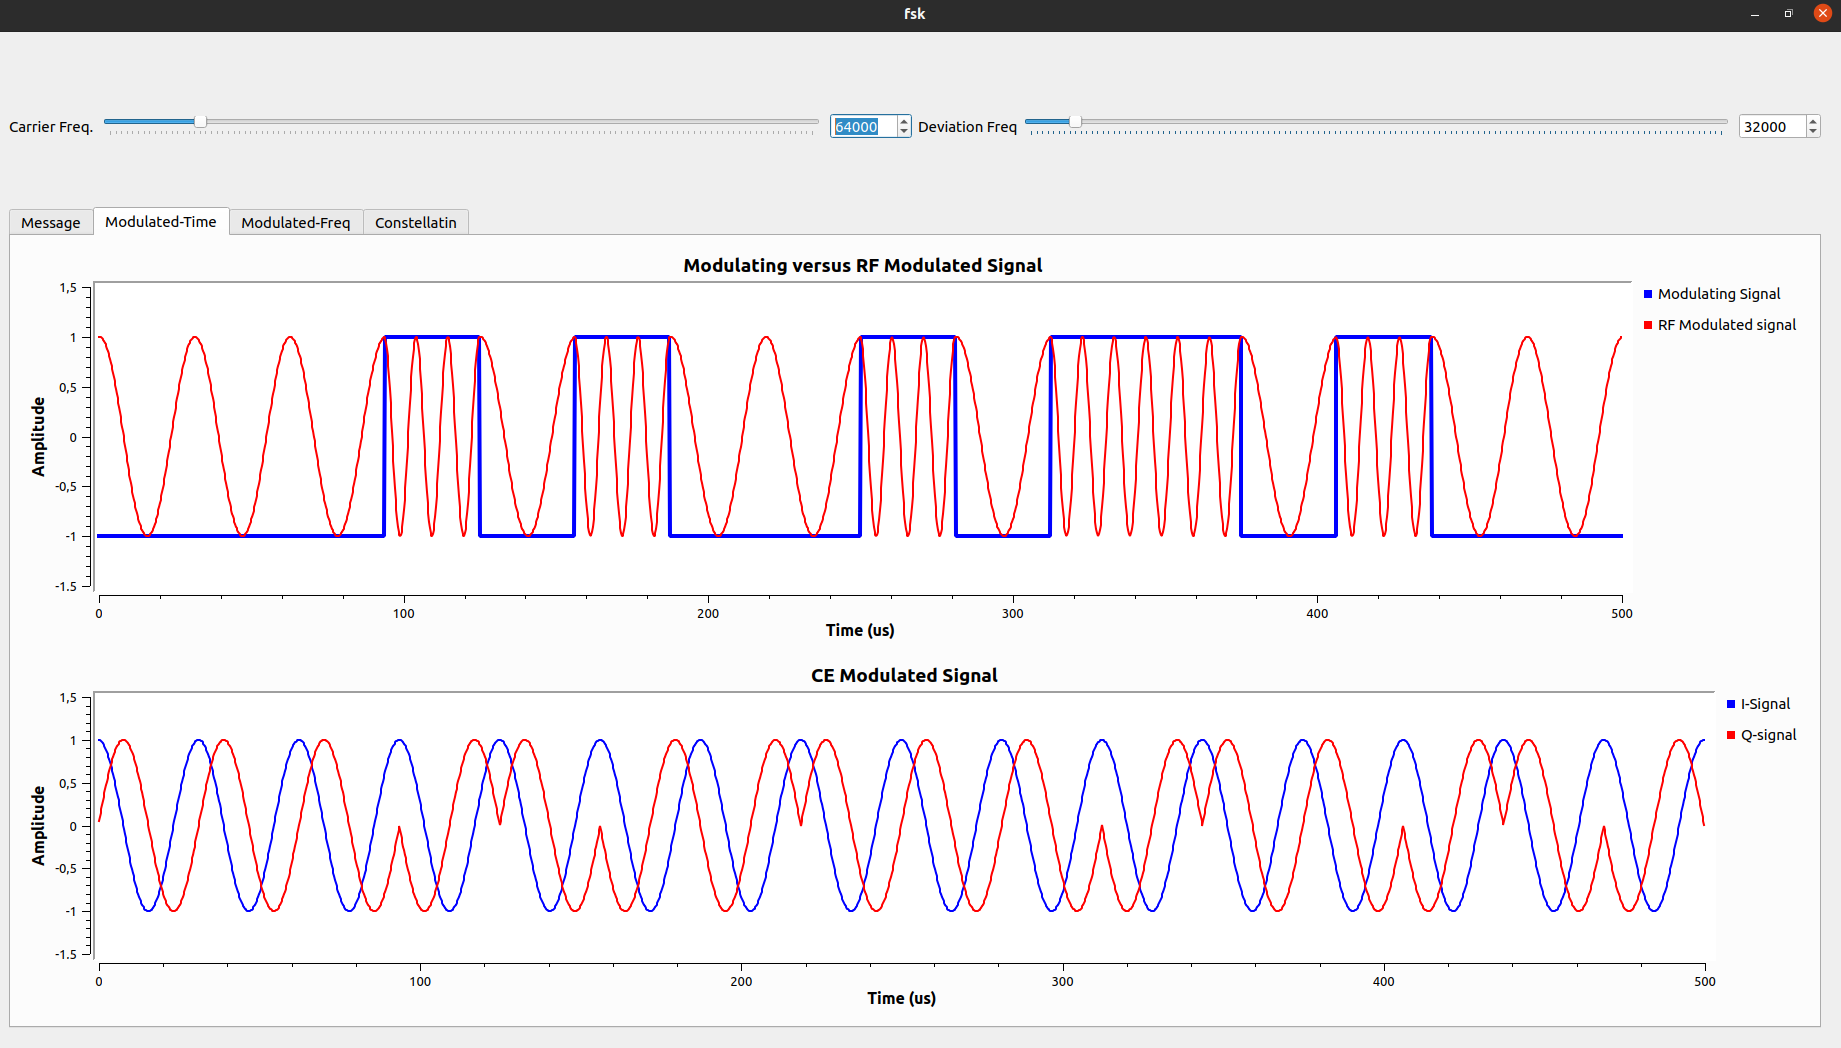 fsk
Carrier Freq. 64000 Deviation Freq 32000
Message Modulated-Time Modulated-Freq Constellatin
Modulating versus RF Modulated Signal
1,5
1
0,5
0
-0,5
-1
-1.5
Amplitude
0 100 200 300 400 500
Time (us)
Modulating Signal
RF Modulated signal
CE Modulated Signal
1,5
1
0,5
0
-0,5
-1
-1.5
Amplitude
0 100 200 300 400 500
Time (us)
I-Signal
Q-signal